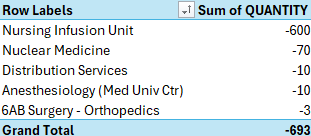 Row Labels Sum of QUANTITY
Nursing Infusion Unit -600
Nuclear Medicine -70
Distribution Services -10
Anesthesiology (Med Univ Ctr) -10
6AB Surgery - Orthopedics -3
Grand Total -693